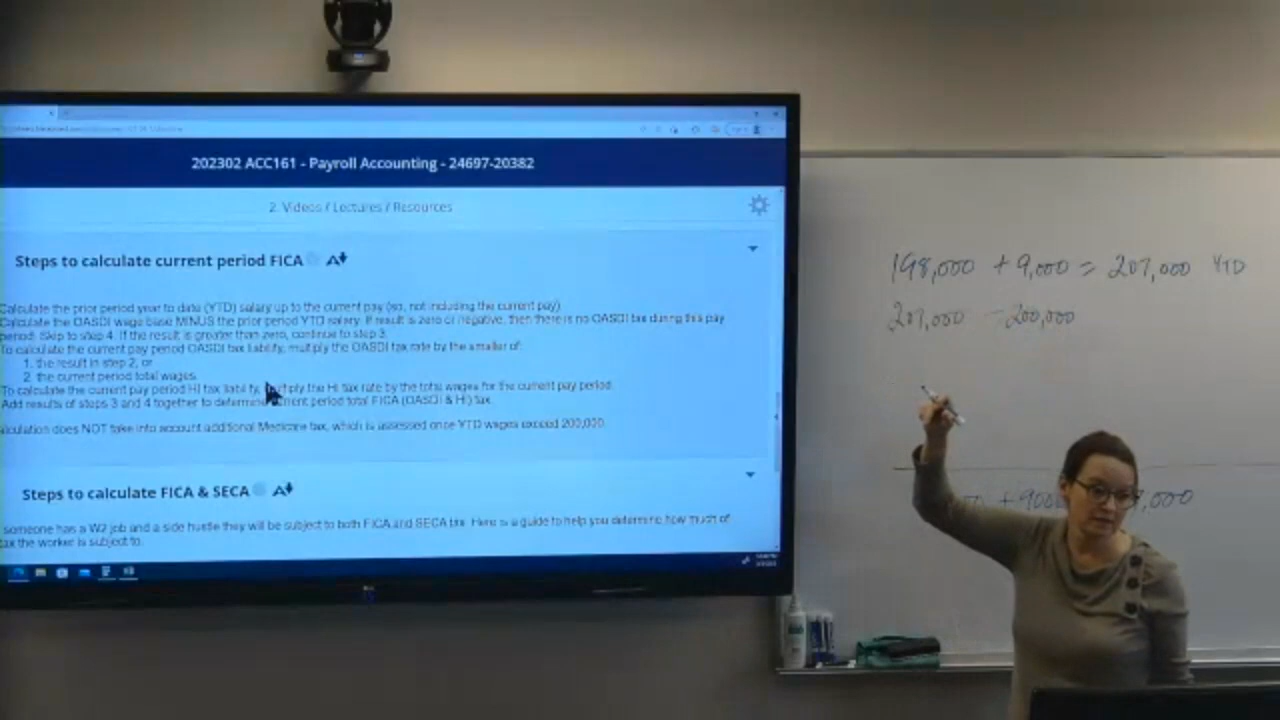 202302 ACC161 - Payroll Accounting - 24697-20382
2. Videos / Lectures / Resources
Steps to calculate current period FICA
Calculate the prior period year to date (YTD) salary up to the current pay (so, not including the current pay)
Calculate the OASDI wage base MINUS the prior period YTD salary. If result is zero or negative, then there is no OASDI tax during this pay
period. Skip to step 4. If the result is greater than zero, continue to step 3.
To calculate the current pay period OASDI tax liability, multiply the OASDI tax rate by the smaller of:
1. the result in step 2, or
2. the current period total wages.
To calculate the current pay period HI tax liability, multiply the HI tax rate by the total wages for the current pay period
Add results of steps 3 and 4 together to determine current period total FICA (OASDI & HI) tax.
calculation does NOT take into account additional Medicare tax, which is assessed once YTD wages exceed 200,000.
Steps to calculate FICA & SECA
someone has a W2 job and a side hustle they will be subject to both FICA and SECA tax. Here is a guide to help you determine how much of
tax the worker is subject to.
198,000 + 9,000 = 207,000 YTD
207,000 - 200,000
+ 900 7,000